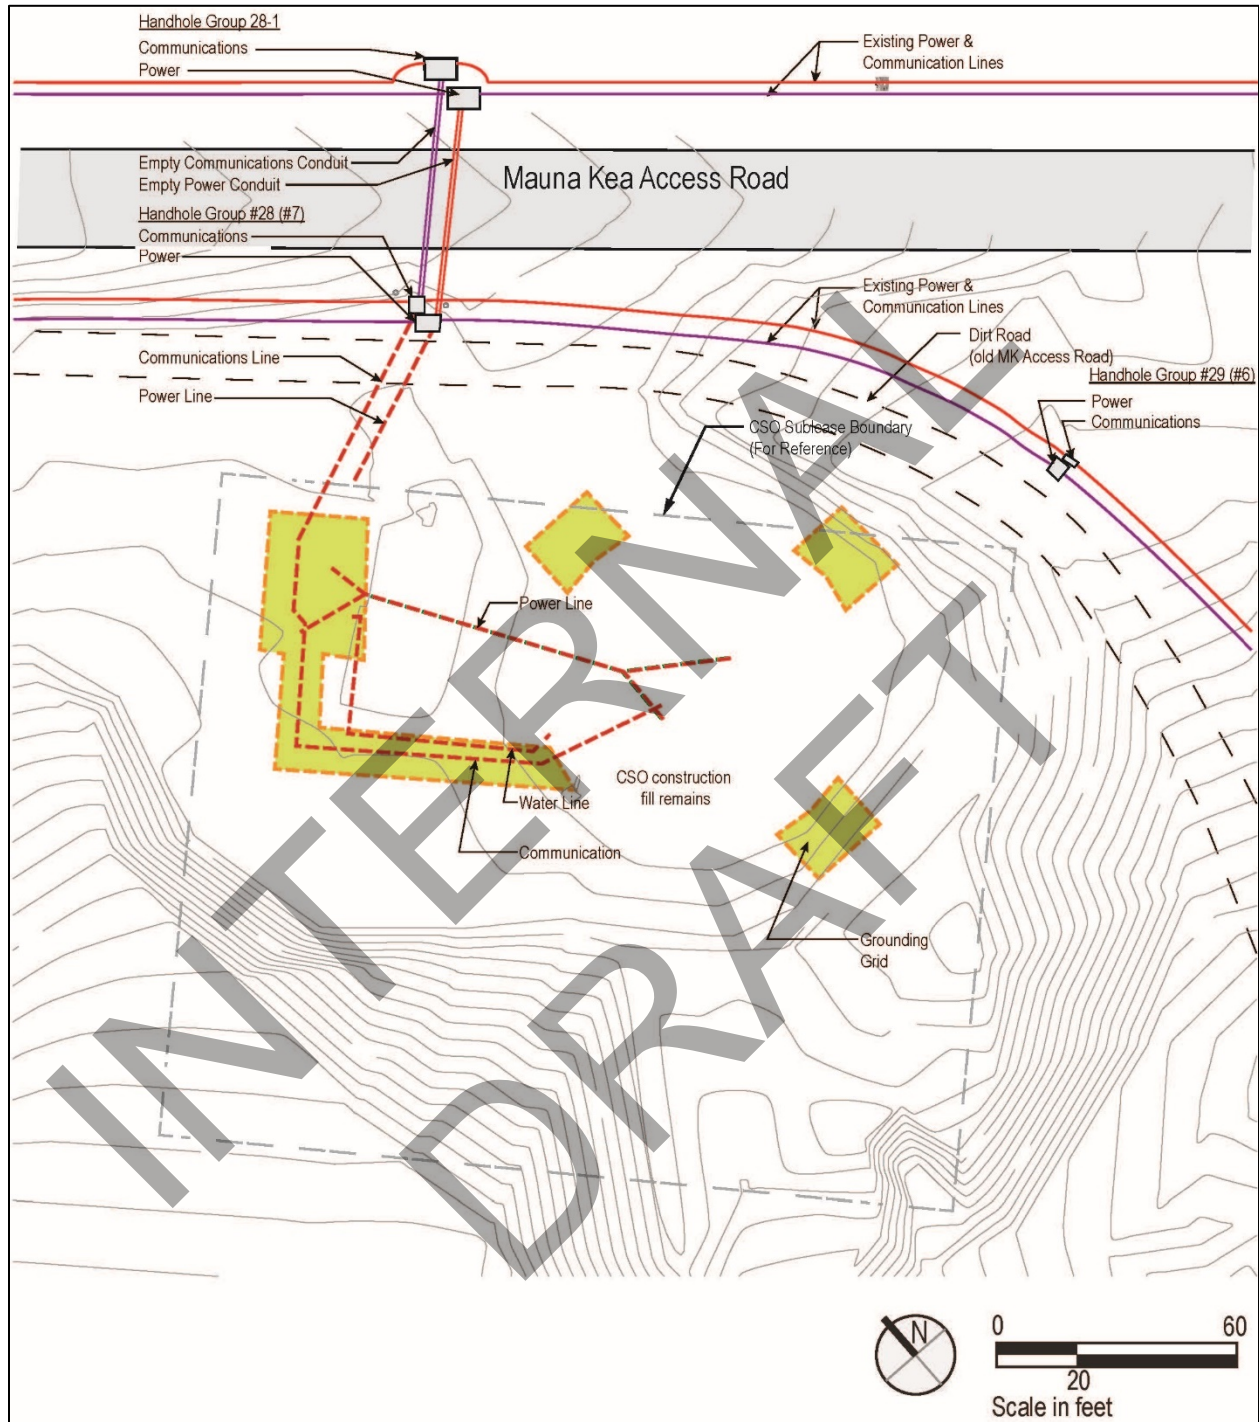 Handhole Group 28-1
Communications
Power
Existing Power &
Communication Lines
Empty Communications Conduit
Empty Power Conduit
Mauna Kea Access Road
Handhole Group #28 (#7)
Communications
Power
Existing Power &
Communication Lines
Dirt Road
(old MK Access Road)
Handhole Group #29 (#6)
Power
Communications
Communications Line
Power Line
CSO Sublease Boundary
(For Reference)
Power Line
CSO construction
fill remains
Water Line
Communication
Grounding
Grid
INTERNAL
DRAFT
N
0 60
20
Scale in feet